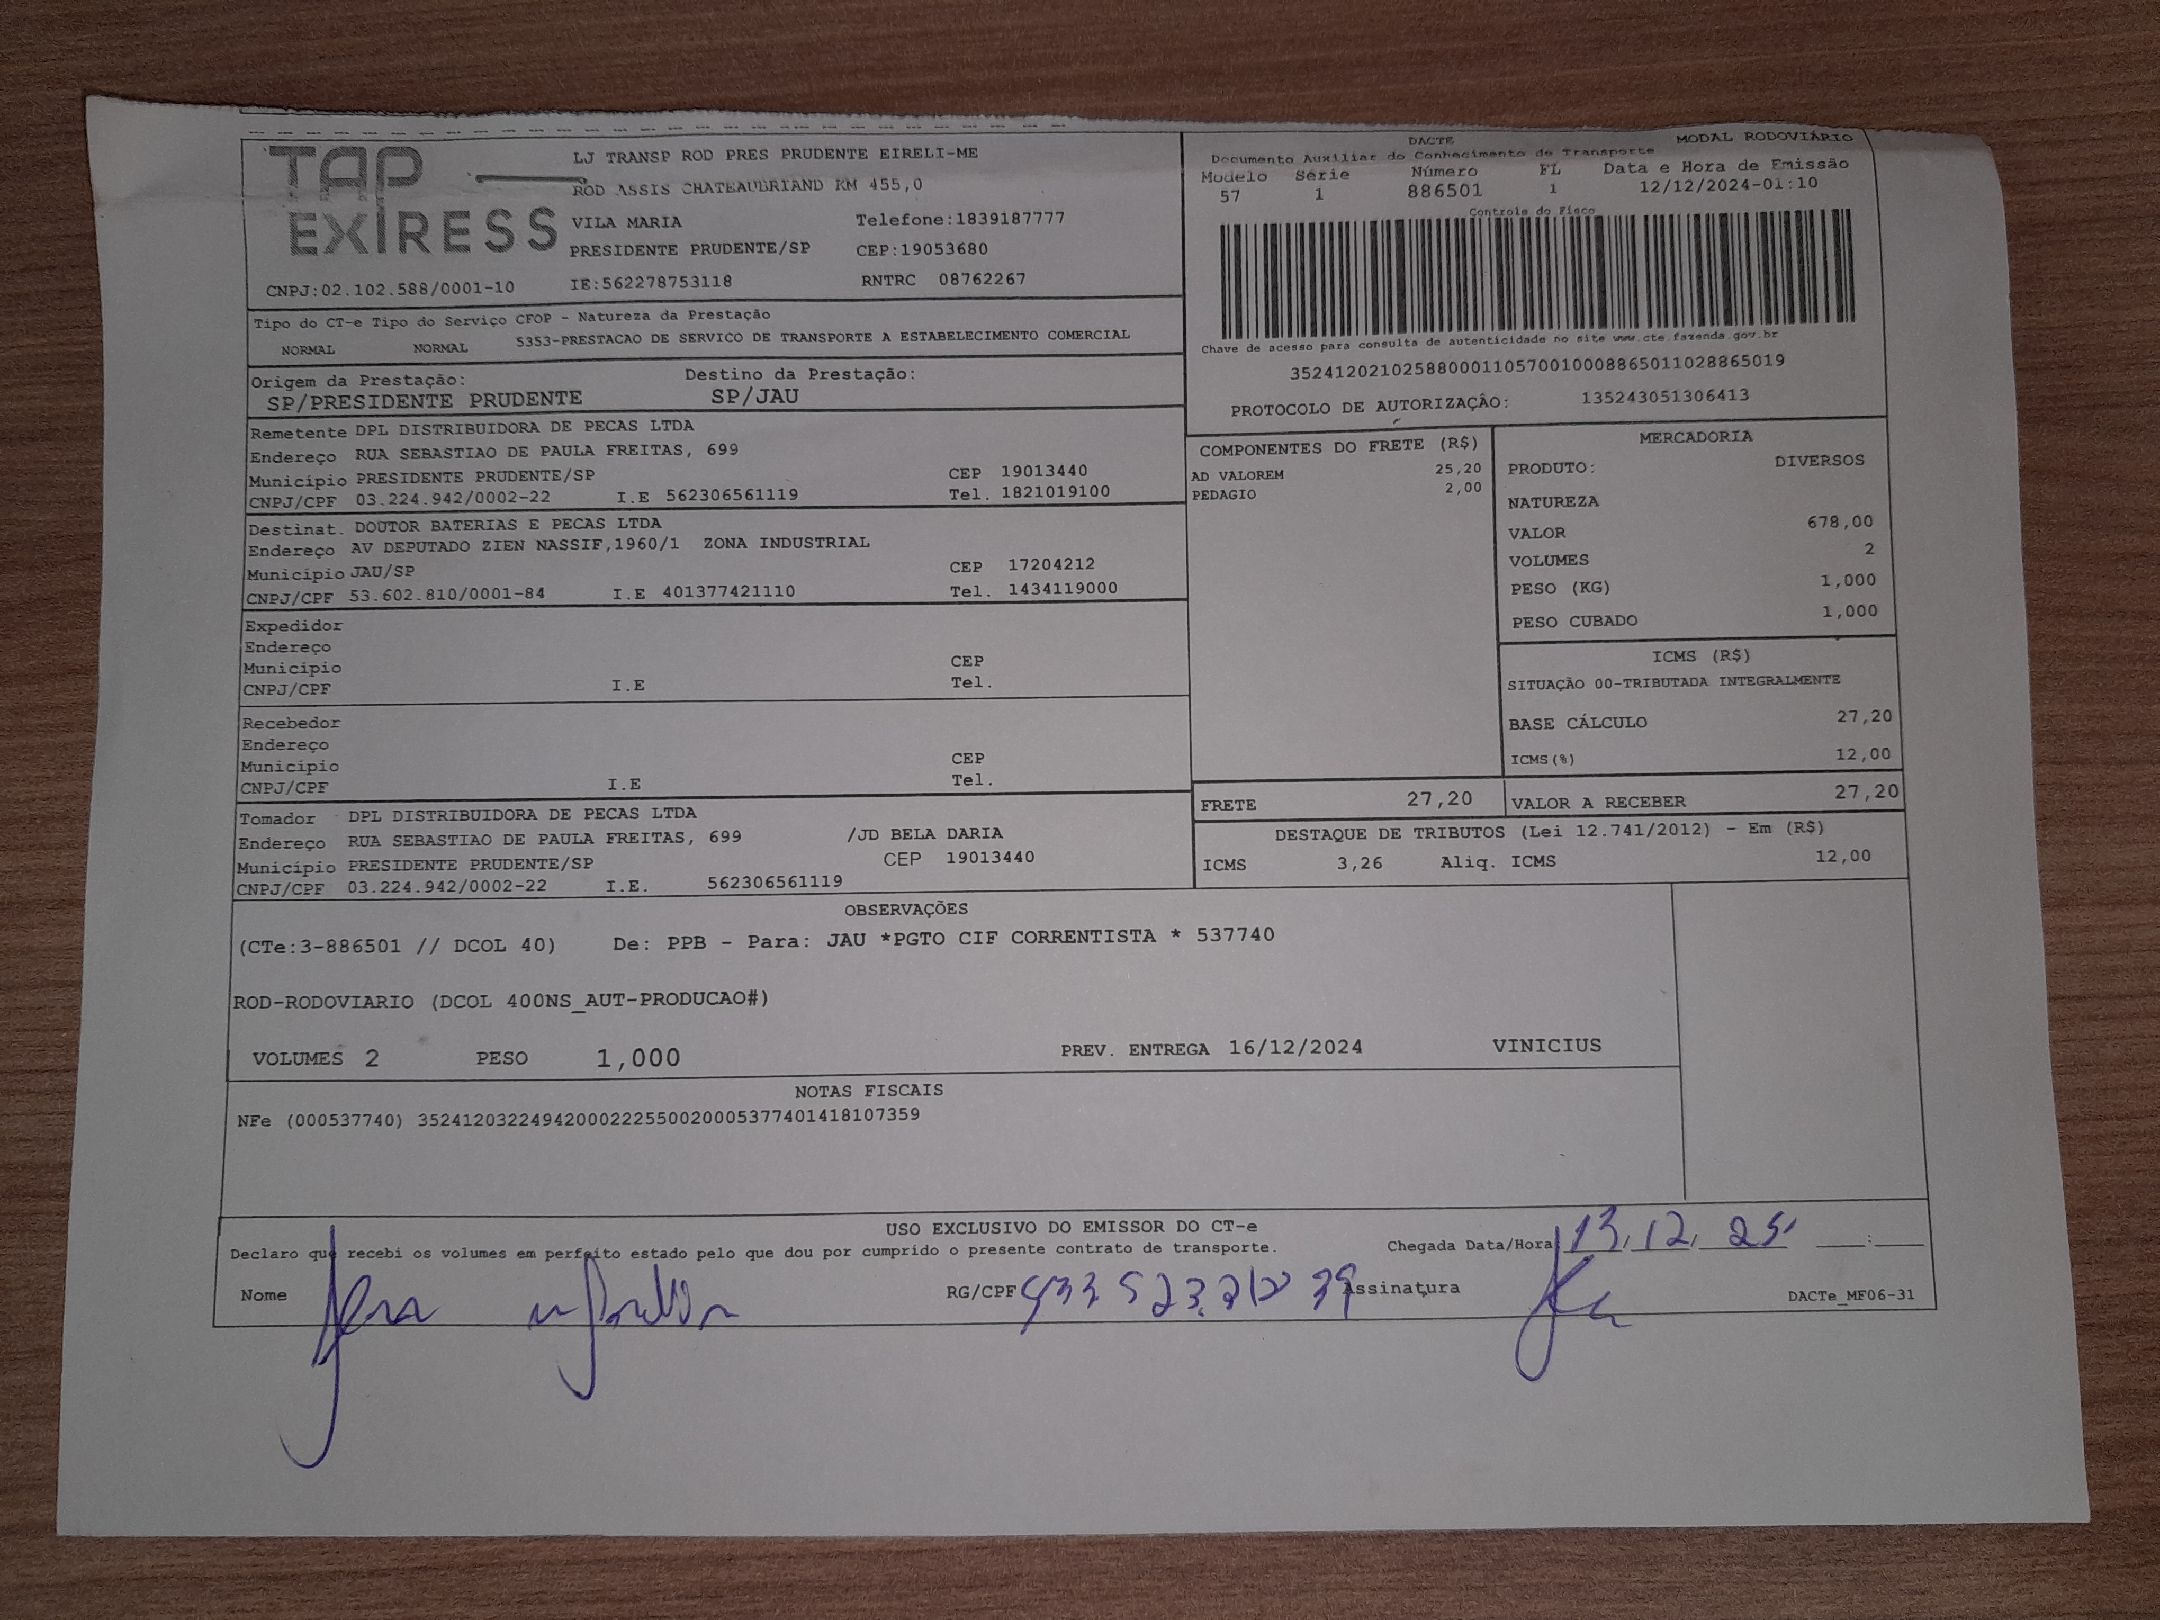 TAP
EXPRESS
LJ TRANSP ROD PRES PRUDENTE EIRELI-ME
ROD ASSIS CHATEAUBRIAND KM 455,0
VILA MARIA Telefone:1839187777
PRESIDENTE PRUDENTE/SP CEP:19053680
CNPJ:02.102.588/0001-10 IE:562278753118 RNTRC 08762267
DACTE MODAL RODOVIÁRIO
Documento Auxiliar do Conhecimento de Transporte
Modelo Série Número FL Data e Hora de Emissão
57 1 886501 1 12/12/2024-01:10
Controle do Fisco
Chave de acesso para consulta de autenticidade no site www.cte.fazenda.gov.br
35241202102588000110570010008865011028865019
PROTOCOLO DE AUTORIZAÇÃO: 135243051306413
Tipo do CT-e Tipo do Serviço CFOP - Natureza da Prestação
NORMAL NORMAL 5353-PRESTACAO DE SERVICO DE TRANSPORTE A ESTABELECIMENTO COMERCIAL
Origem da Prestação: Destino da Prestação:
SP/PRESIDENTE PRUDENTE SP/JAU
Remetente DPL DISTRIBUIDORA DE PECAS LTDA
Endereço RUA SEBASTIAO DE PAULA FREITAS, 699
Município PRESIDENTE PRUDENTE/SP CEP 19013440
CNPJ/CPF 03.224.942/0002-22 I.E 562306561119 Tel. 1821019100
Destinat. DOUTOR BATERIAS E PECAS LTDA
Endereço AV DEPUTADO ZIEN NASSIF,1960/1 ZONA INDUSTRIAL
Município JAU/SP CEP 17204212
CNPJ/CPF 53.602.810/0001-84 I.E 401377421110 Tel. 1434119000
Expedidor
Endereço
Município CEP
CNPJ/CPF I.E Tel.
Recebedor
Endereço
Município CEP
CNPJ/CPF I.E Tel.
Tomador DPL DISTRIBUIDORA DE PECAS LTDA
Endereço RUA SEBASTIAO DE PAULA FREITAS, 699 /JD BELA DARIA
Município PRESIDENTE PRUDENTE/SP CEP 19013440
CNPJ/CPF 03.224.942/0002-22 I.E. 562306561119
COMPONENTES DO FRETE (R$)
AD VALOREM 25,20
PEDAGIO 2,00
MERCADORIA
PRODUTO: DIVERSOS
NATUREZA
VALOR 678,00
VOLUMES 2
PESO (KG) 1,000
PESO CUBADO 1,000
ICMS (R$)
SITUAÇÃO 00-TRIBUTADA INTEGRALMENTE
BASE CÁLCULO 27,20
ICMS(%) 12,00
FRETE 27,20 VALOR A RECEBER 27,20
DESTAQUE DE TRIBUTOS (Lei 12.741/2012) - Em (R$)
ICMS 3,26 Aliq. ICMS 12,00
OBSERVAÇÕES
(CTe:3-886501 // DCOL 40) De: PPB - Para: JAU *PGTO CIF CORRENTISTA * 537740
ROD-RODOVIARIO (DCOL 400NS_AUT-PRODUCAO#)
VOLUMES 2 PESO 1,000 PREV. ENTREGA 16/12/2024 VINICIUS
NOTAS FISCAIS
NFe (000537740) 35241203224942000222550020005377401418107359
USO EXCLUSIVO DO EMISSOR DO CT-e
Declaro que recebi os volumes em perfeito estado pelo que dou por cumprido o presente contrato de transporte. Chegada Data/Hora 13.12.25 __:__
Nome RG/CPF Assinatura
DACTe_MF06-31